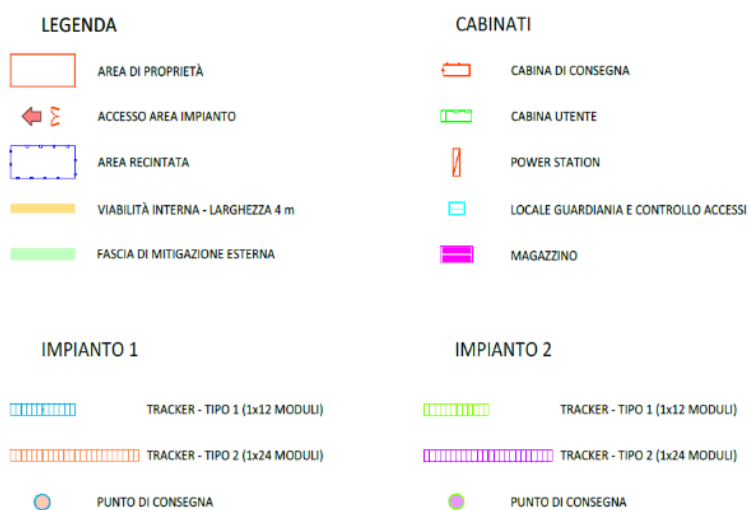 LEGENDA
AREA DI PROPRIETÀ
ACCESSO AREA IMPIANTO
AREA RECINTATA
VIABILITÀ INTERNA - LARGHEZZA 4 m
FASCIA DI MITIGAZIONE ESTERNA
CABINATI
CABINA DI CONSEGNA
CABINA UTENTE
POWER STATION
LOCALE GUARDIANIA E CONTROLLO ACCESSI
MAGAZZINO
IMPIANTO 1
TRACKER - TIPO 1 (1x12 MODULI)
TRACKER - TIPO 2 (1x24 MODULI)
PUNTO DI CONSEGNA
IMPIANTO 2
TRACKER - TIPO 1 (1x12 MODULI)
TRACKER - TIPO 2 (1x24 MODULI)
PUNTO DI CONSEGNA